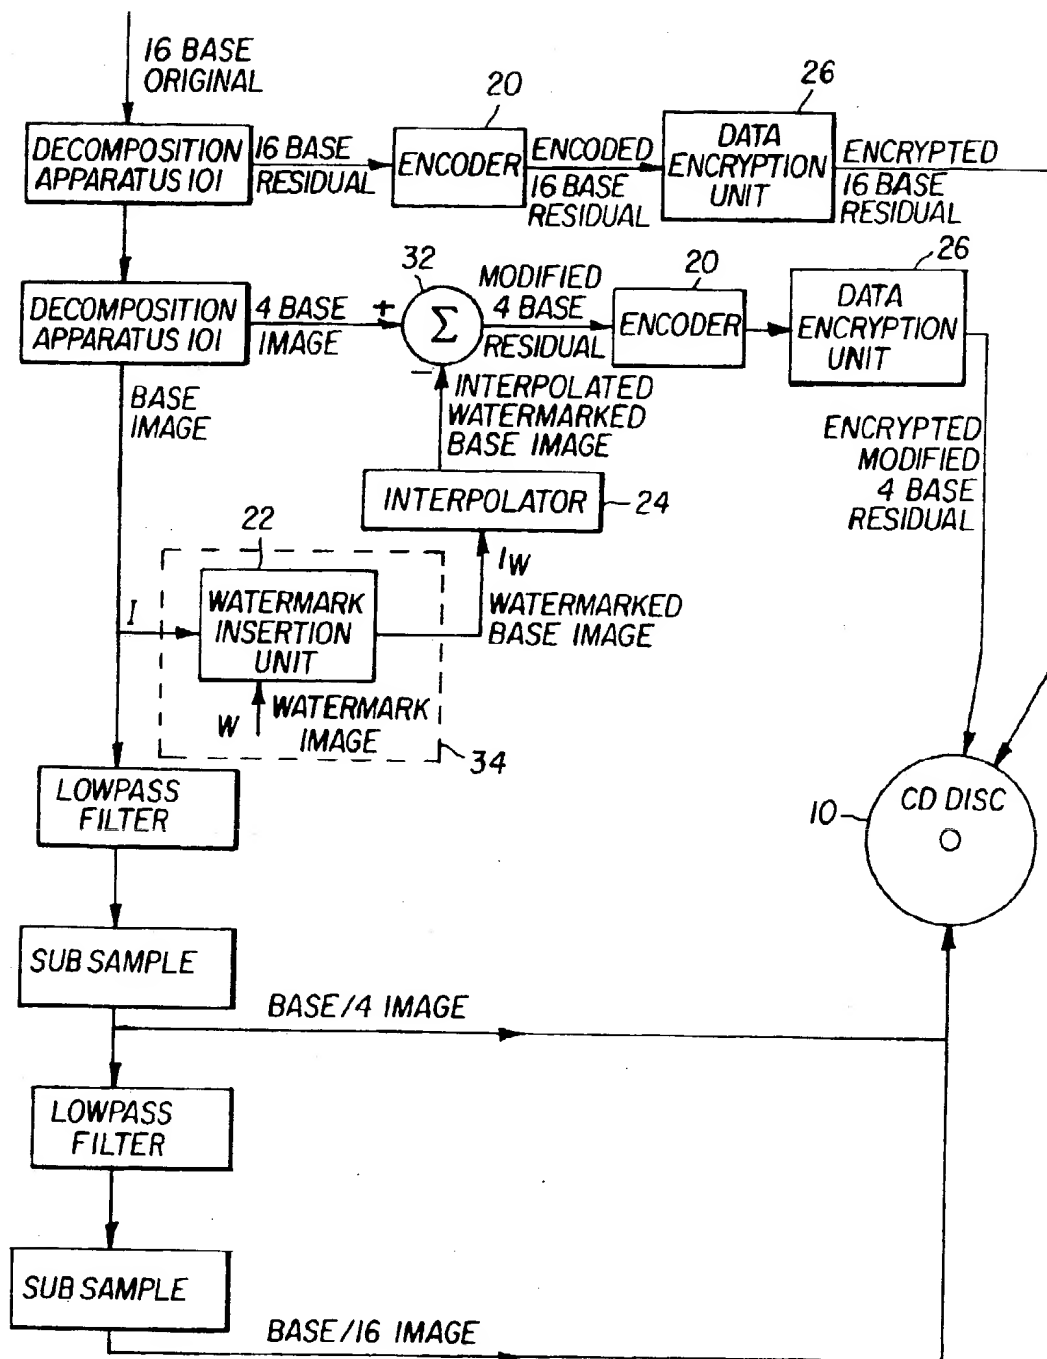 16 BASE
ORIGINAL
DECOMPOSITION
APPARATUS 101
16 BASE
RESIDUAL
20
ENCODER
ENCODED
16 BASE
RESIDUAL
26
DATA
ENCRYPTION
UNIT
ENCRYPTED
16 BASE
RESIDUAL
DECOMPOSITION
APPARATUS 101
4 BASE
IMAGE
+
32
Σ
−
MODIFIED
4 BASE
RESIDUAL
20
ENCODER
26
DATA
ENCRYPTION
UNIT
BASE
IMAGE
INTERPOLATED
WATERMARKED
BASE IMAGE
ENCRYPTED
MODIFIED
4 BASE
RESIDUAL
INTERPOLATOR
24
22
I
WATERMARK
INSERTION
UNIT
IW
WATERMARKED
BASE IMAGE
W
WATERMARK
IMAGE
34
LOWPASS
FILTER
10
CD DISC
SUB SAMPLE
BASE/4 IMAGE
LOWPASS
FILTER
SUB SAMPLE
BASE/16 IMAGE